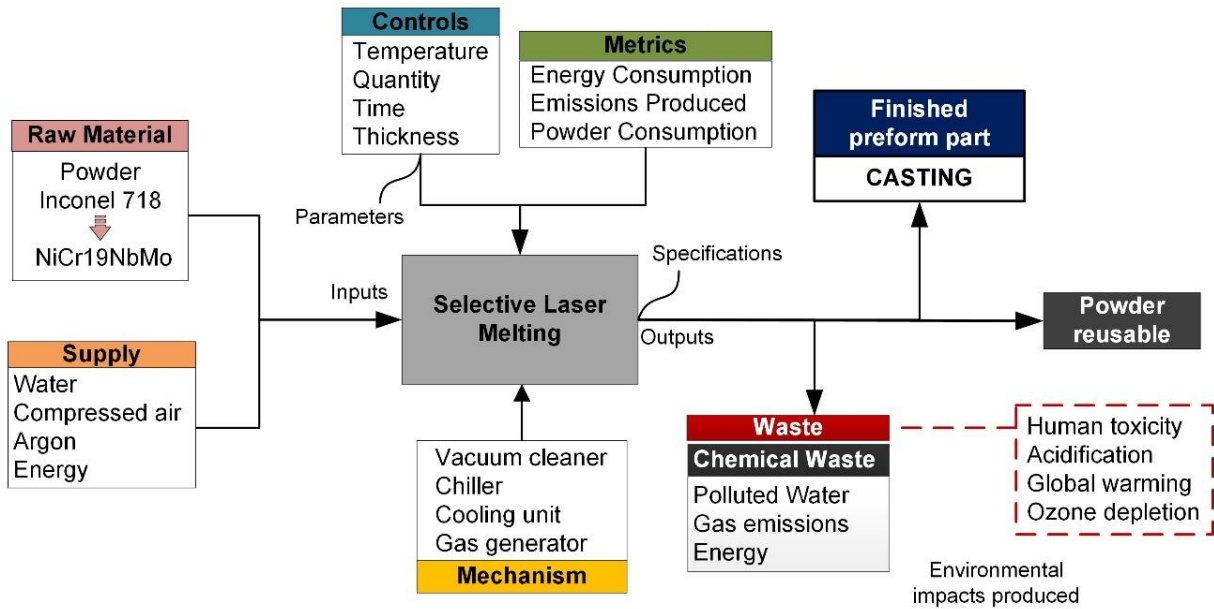 Controls
Temperature
Quantity
Time
Thickness
Metrics
Energy Consumption
Emissions Produced
Powder Consumption
Finished
preform part
CASTING
Raw Material
Powder
Inconel 718
NiCr19NbMo
Parameters
Specifications
Inputs
Selective Laser
Melting
Outputs
Powder
reusable
Supply
Water
Compressed air
Argon
Energy
Vacuum cleaner
Chiller
Cooling unit
Gas generator
Mechanism
Waste
Chemical Waste
Polluted Water
Gas emissions
Energy
Human toxicity
Acidification
Global warming
Ozone depletion
Environmental
impacts produced